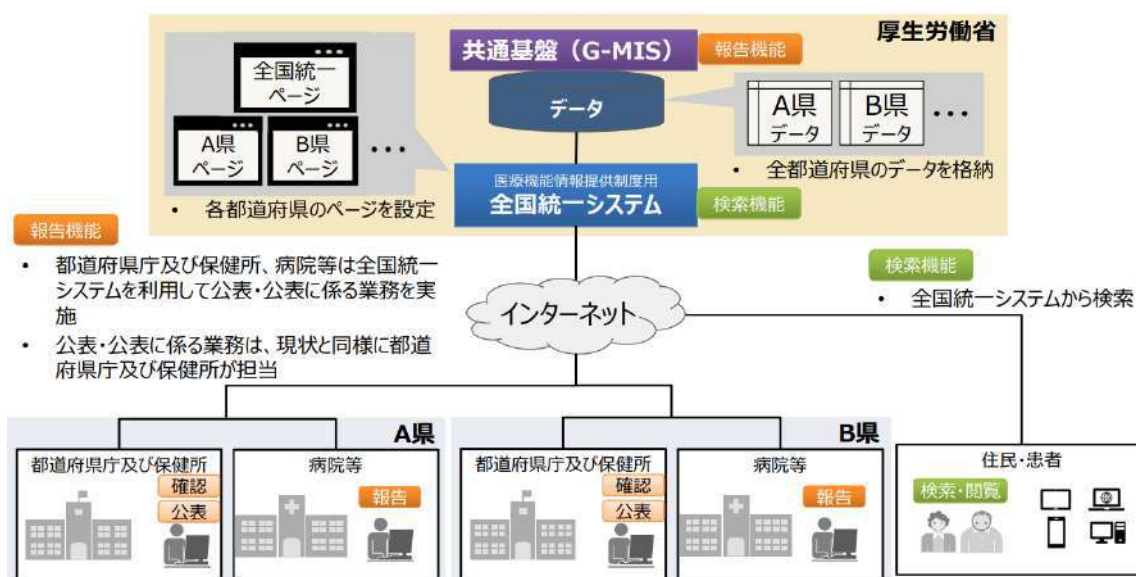 厚生労働省
共通基盤（G-MIS）
報告機能
データ
全国統一
ページ
A県
ページ
B県
ページ
･･･
• 各都道府県のページを設定
A県
データ
B県
データ
･･･
• 全都道府県のデータを格納
医療機能情報提供制度用
全国統一システム
検索機能
報告機能
• 都道府県庁及び保健所、病院等は全国統一
システムを利用して公表・公表に係る業務を実
施
• 公表・公表に係る業務は、現状と同様に都道
府県庁及び保健所が担当
インターネット
検索機能
• 全国統一システムから検索
A県
都道府県庁及び保健所
確認
公表
病院等
報告
B県
都道府県庁及び保健所
確認
公表
病院等
報告
住民・患者
検索・閲覧